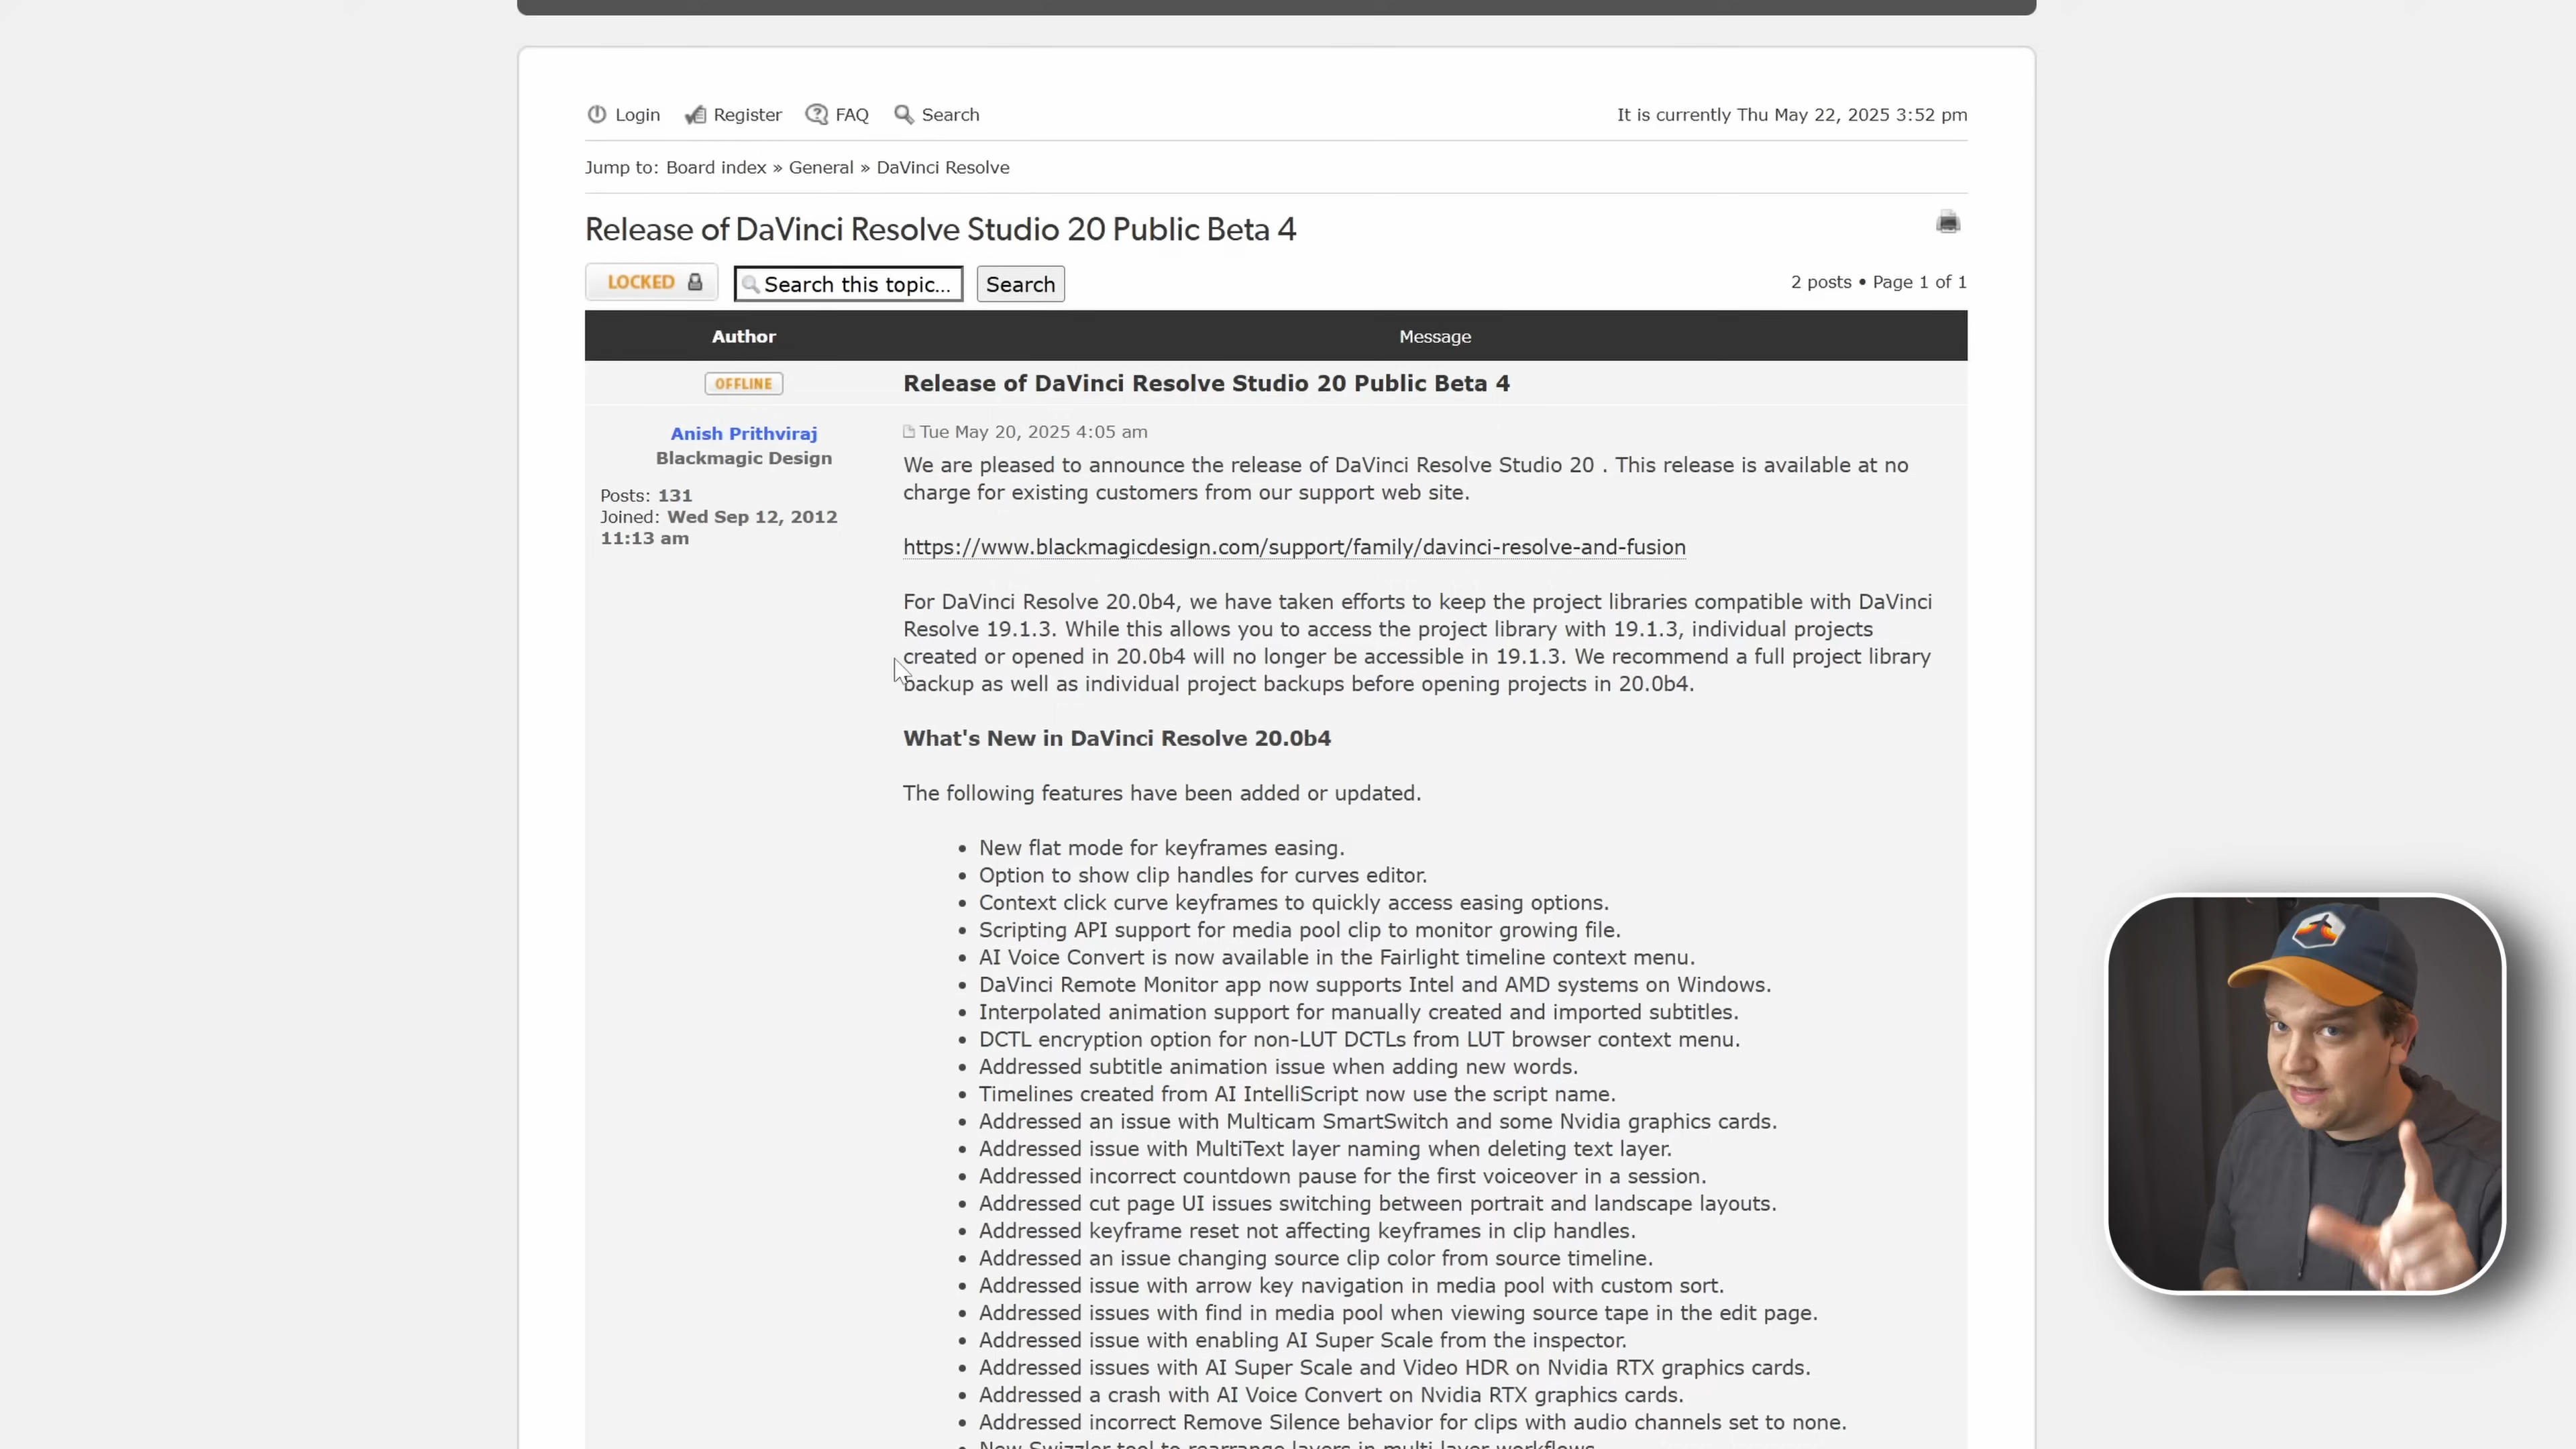 Login Register FAQ Search It is currently Thu May 22, 2025 3:52 pm
Jump to: Board index » General » DaVinci Resolve
Release of DaVinci Resolve Studio 20 Public Beta 4
LOCKED Search this topic... Search 2 posts • Page 1 of 1
Author Message
OFFLINE Release of DaVinci Resolve Studio 20 Public Beta 4
Anish Prithviraj
Blackmagic Design
Posts: 131
Joined: Wed Sep 12, 2012
11:13 am
Tue May 20, 2025 4:05 am
We are pleased to announce the release of DaVinci Resolve Studio 20 . This release is available at no
charge for existing customers from our support web site.
https://www.blackmagicdesign.com/support/family/davinci-resolve-and-fusion
For DaVinci Resolve 20.0b4, we have taken efforts to keep the project libraries compatible with DaVinci
Resolve 19.1.3. While this allows you to access the project library with 19.1.3, individual projects
created or opened in 20.0b4 will no longer be accessible in 19.1.3. We recommend a full project library
backup as well as individual project backups before opening projects in 20.0b4.
What's New in DaVinci Resolve 20.0b4
The following features have been added or updated.
• New flat mode for keyframes easing.
• Option to show clip handles for curves editor.
• Context click curve keyframes to quickly access easing options.
• Scripting API support for media pool clip to monitor growing file.
• AI Voice Convert is now available in the Fairlight timeline context menu.
• DaVinci Remote Monitor app now supports Intel and AMD systems on Windows.
• Interpolated animation support for manually created and imported subtitles.
• DCTL encryption option for non-LUT DCTLs from LUT browser context menu.
• Addressed subtitle animation issue when adding new words.
• Timelines created from AI IntelliScript now use the script name.
• Addressed an issue with Multicam SmartSwitch and some Nvidia graphics cards.
• Addressed issue with MultiText layer naming when deleting text layer.
• Addressed incorrect countdown pause for the first voiceover in a session.
• Addressed cut page UI issues switching between portrait and landscape layouts.
• Addressed keyframe reset not affecting keyframes in clip handles.
• Addressed an issue changing source clip color from source timeline.
• Addressed issue with arrow key navigation in media pool with custom sort.
• Addressed issues with find in media pool when viewing source tape in the edit page.
• Addressed issue with enabling AI Super Scale from the inspector.
• Addressed issues with AI Super Scale and Video HDR on Nvidia RTX graphics cards.
• Addressed a crash with AI Voice Convert on Nvidia RTX graphics cards.
• Addressed incorrect Remove Silence behavior for clips with audio channels set to none.
• New Swizzler tool to rearrange layers in multi layer workflows.